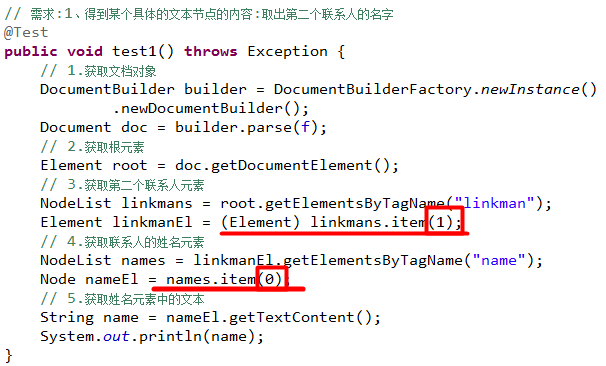 // 需求:1、得到某个具体的文本节点的内容:取出第二个联系人的名字
@Test
public void test1() throws Exception {
// 1.获取文档对象
DocumentBuilder builder = DocumentBuilderFactory.newInstance()
.newDocumentBuilder();
Document doc = builder.parse(f);
// 2.获取根元素
Element root = doc.getDocumentElement();
// 3.获取第二个联系人元素
NodeList linkmans = root.getElementsByTagName("linkman");
Element linkmanEl = (Element) linkmans.item(1);
// 4.获取联系人的姓名元素
NodeList names = linkmanEl.getElementsByTagName("name");
Node nameEl = names.item(0);
// 5.获取姓名元素中的文本
String name = nameEl.getTextContent();
System.out.println(name);
}